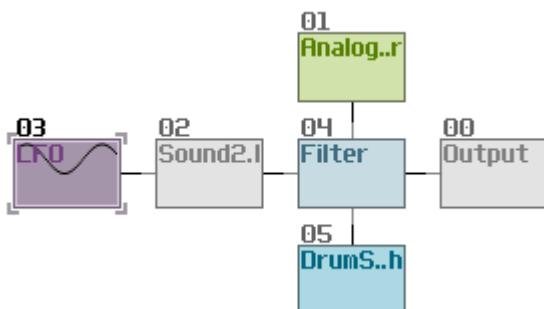 01
Analog..r
03
LFO
02
Sound2.l
04
Filter
00
Output
05
DrumS..h